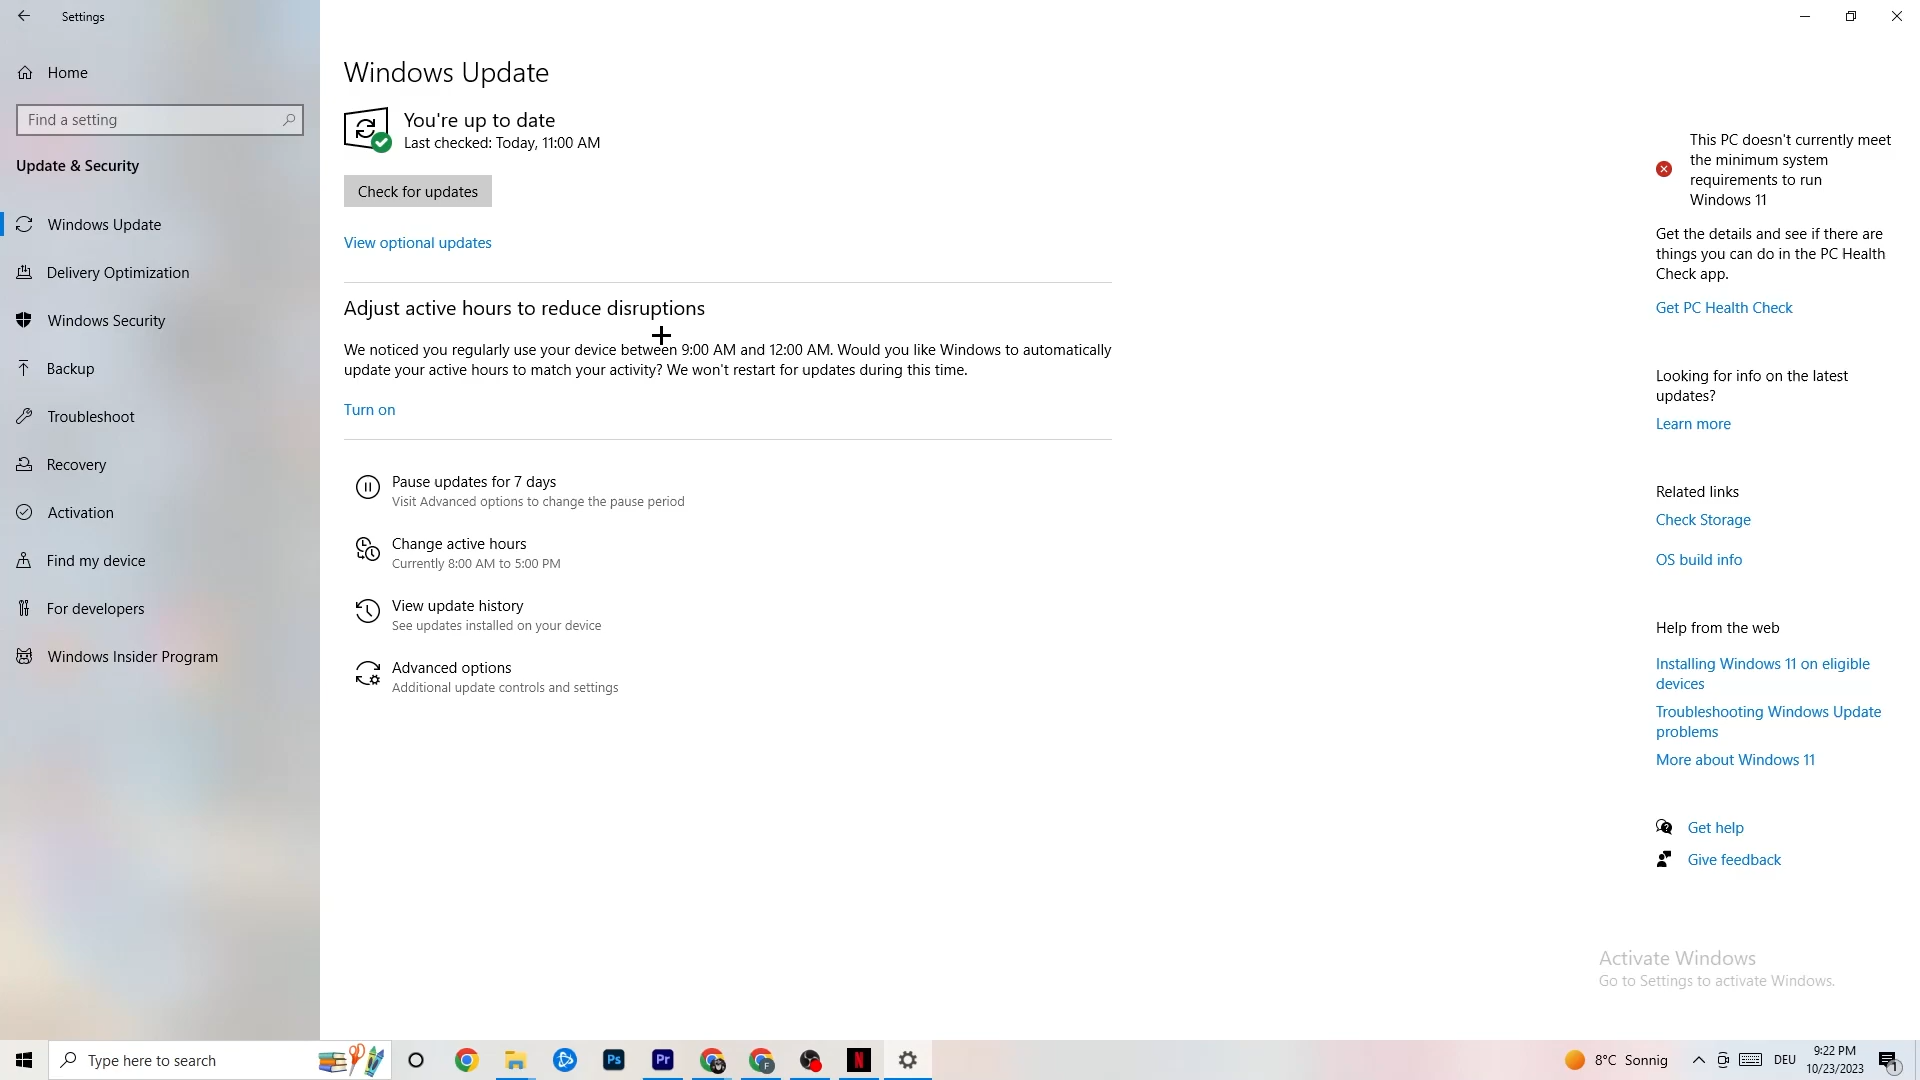 Settings
Home
Find a setting
Update & Security
Windows Update
Delivery Optimization
Windows Security
Backup
Troubleshoot
Recovery
Activation
Find my device
For developers
Windows Insider Program
Windows Update
You're up to date
Last checked: Today, 11:00 AM
Check for updates
View optional updates
Adjust active hours to reduce disruptions
We noticed you regularly use your device between 9:00 AM and 12:00 AM. Would you like Windows to automatically
update your active hours to match your activity? We won't restart for updates during this time.
Turn on
Pause updates for 7 days
Visit Advanced options to change the pause period
Change active hours
Currently 8:00 AM to 5:00 PM
View update history
See updates installed on your device
Advanced options
Additional update controls and settings
This PC doesn't currently meet
the minimum system
requirements to run
Windows 11
Get the details and see if there are
things you can do in the PC Health
Check app.
Get PC Health Check
Looking for info on the latest
updates?
Learn more
Related links
Check Storage
OS build info
Help from the web
Installing Windows 11 on eligible
devices
Troubleshooting Windows Update
problems
More about Windows 11
Get help
Give feedback
Activate Windows
Go to Settings to activate Windows.
Type here to search
Ps
Pr
F
N
8°C Sonnig
DEU
9:22 PM
10/23/2023
1